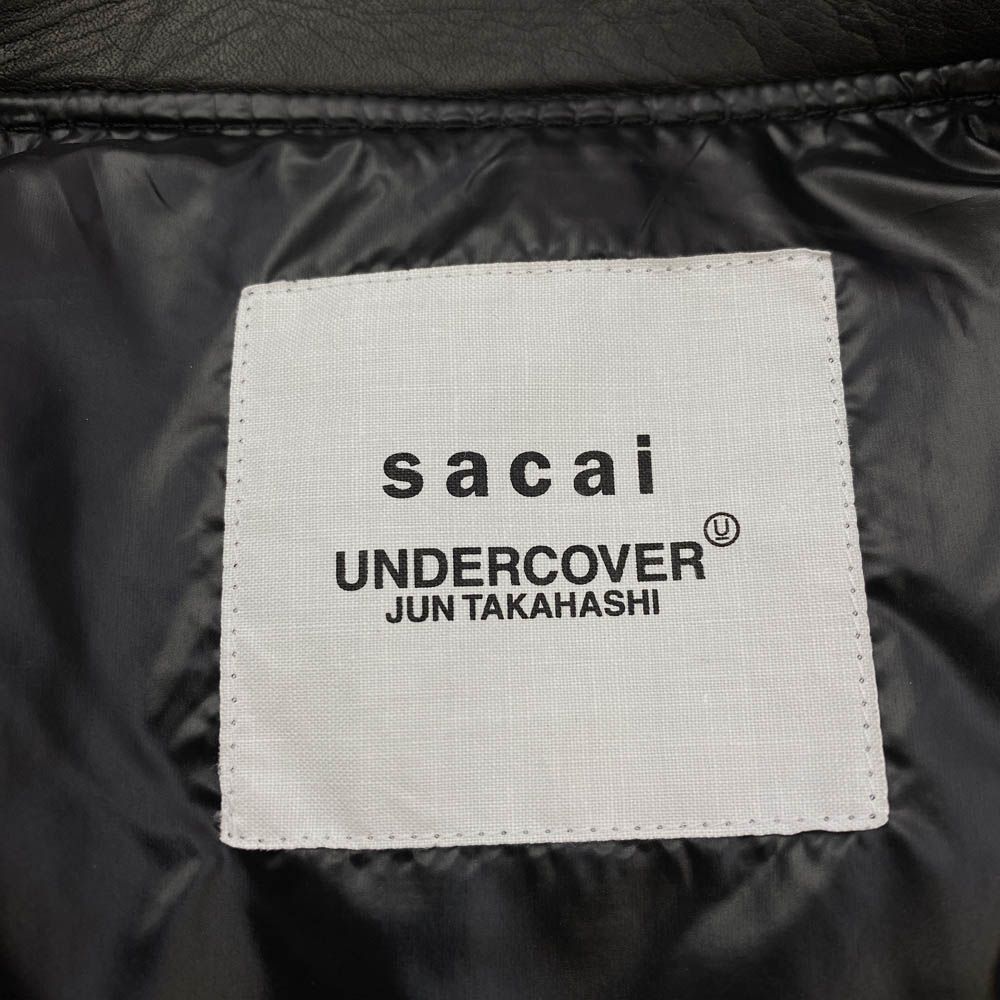 sacai
UNDERCOVER Ⓤ
JUN TAKAHASHI